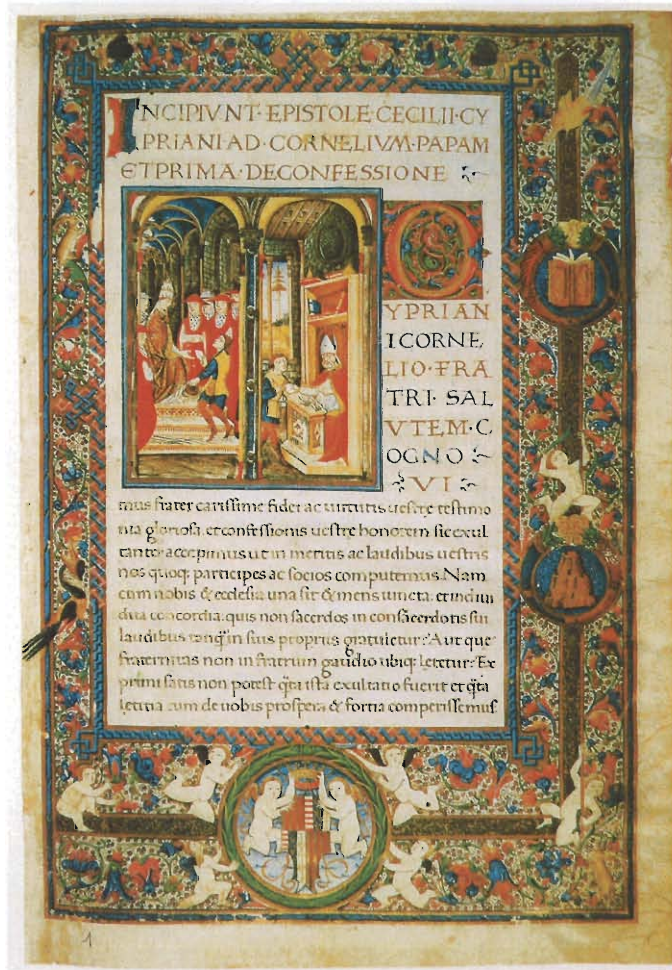 INCIPIVNT·EPISTOLE·CECILII·CY
PRIANI AD·CORNELIVM·PAPAM
ET PRIMA·DE CONFESSIONE
CYPRIAN
I CORNE,
LIO·FRA
TRI·SAL
VTEM·C
OGNO
VI
mus frater carissime fidei ac uirtutis uestre testimo
nia gloriosa. et confessionis uestre honorem sic exul
tanter accepimus ut in meritis ac laudibus uestris
nos quoq; participes ac socios computemus. Nam
cum nobis & ecclesia una sit & mens iuncta. et indiui
dua concordia. quis non sacerdos in consacerdotis sui
laudibus tanq̃ in suis propriis gratuletur? Aut que
fraternitas non in fratrum gaudio ubiq; letetur? Ex
primi satis non potest q̃ta ista exultatio fuerit et q̃ta
letitia cum de uobis prospera & fortia comperissemus
1